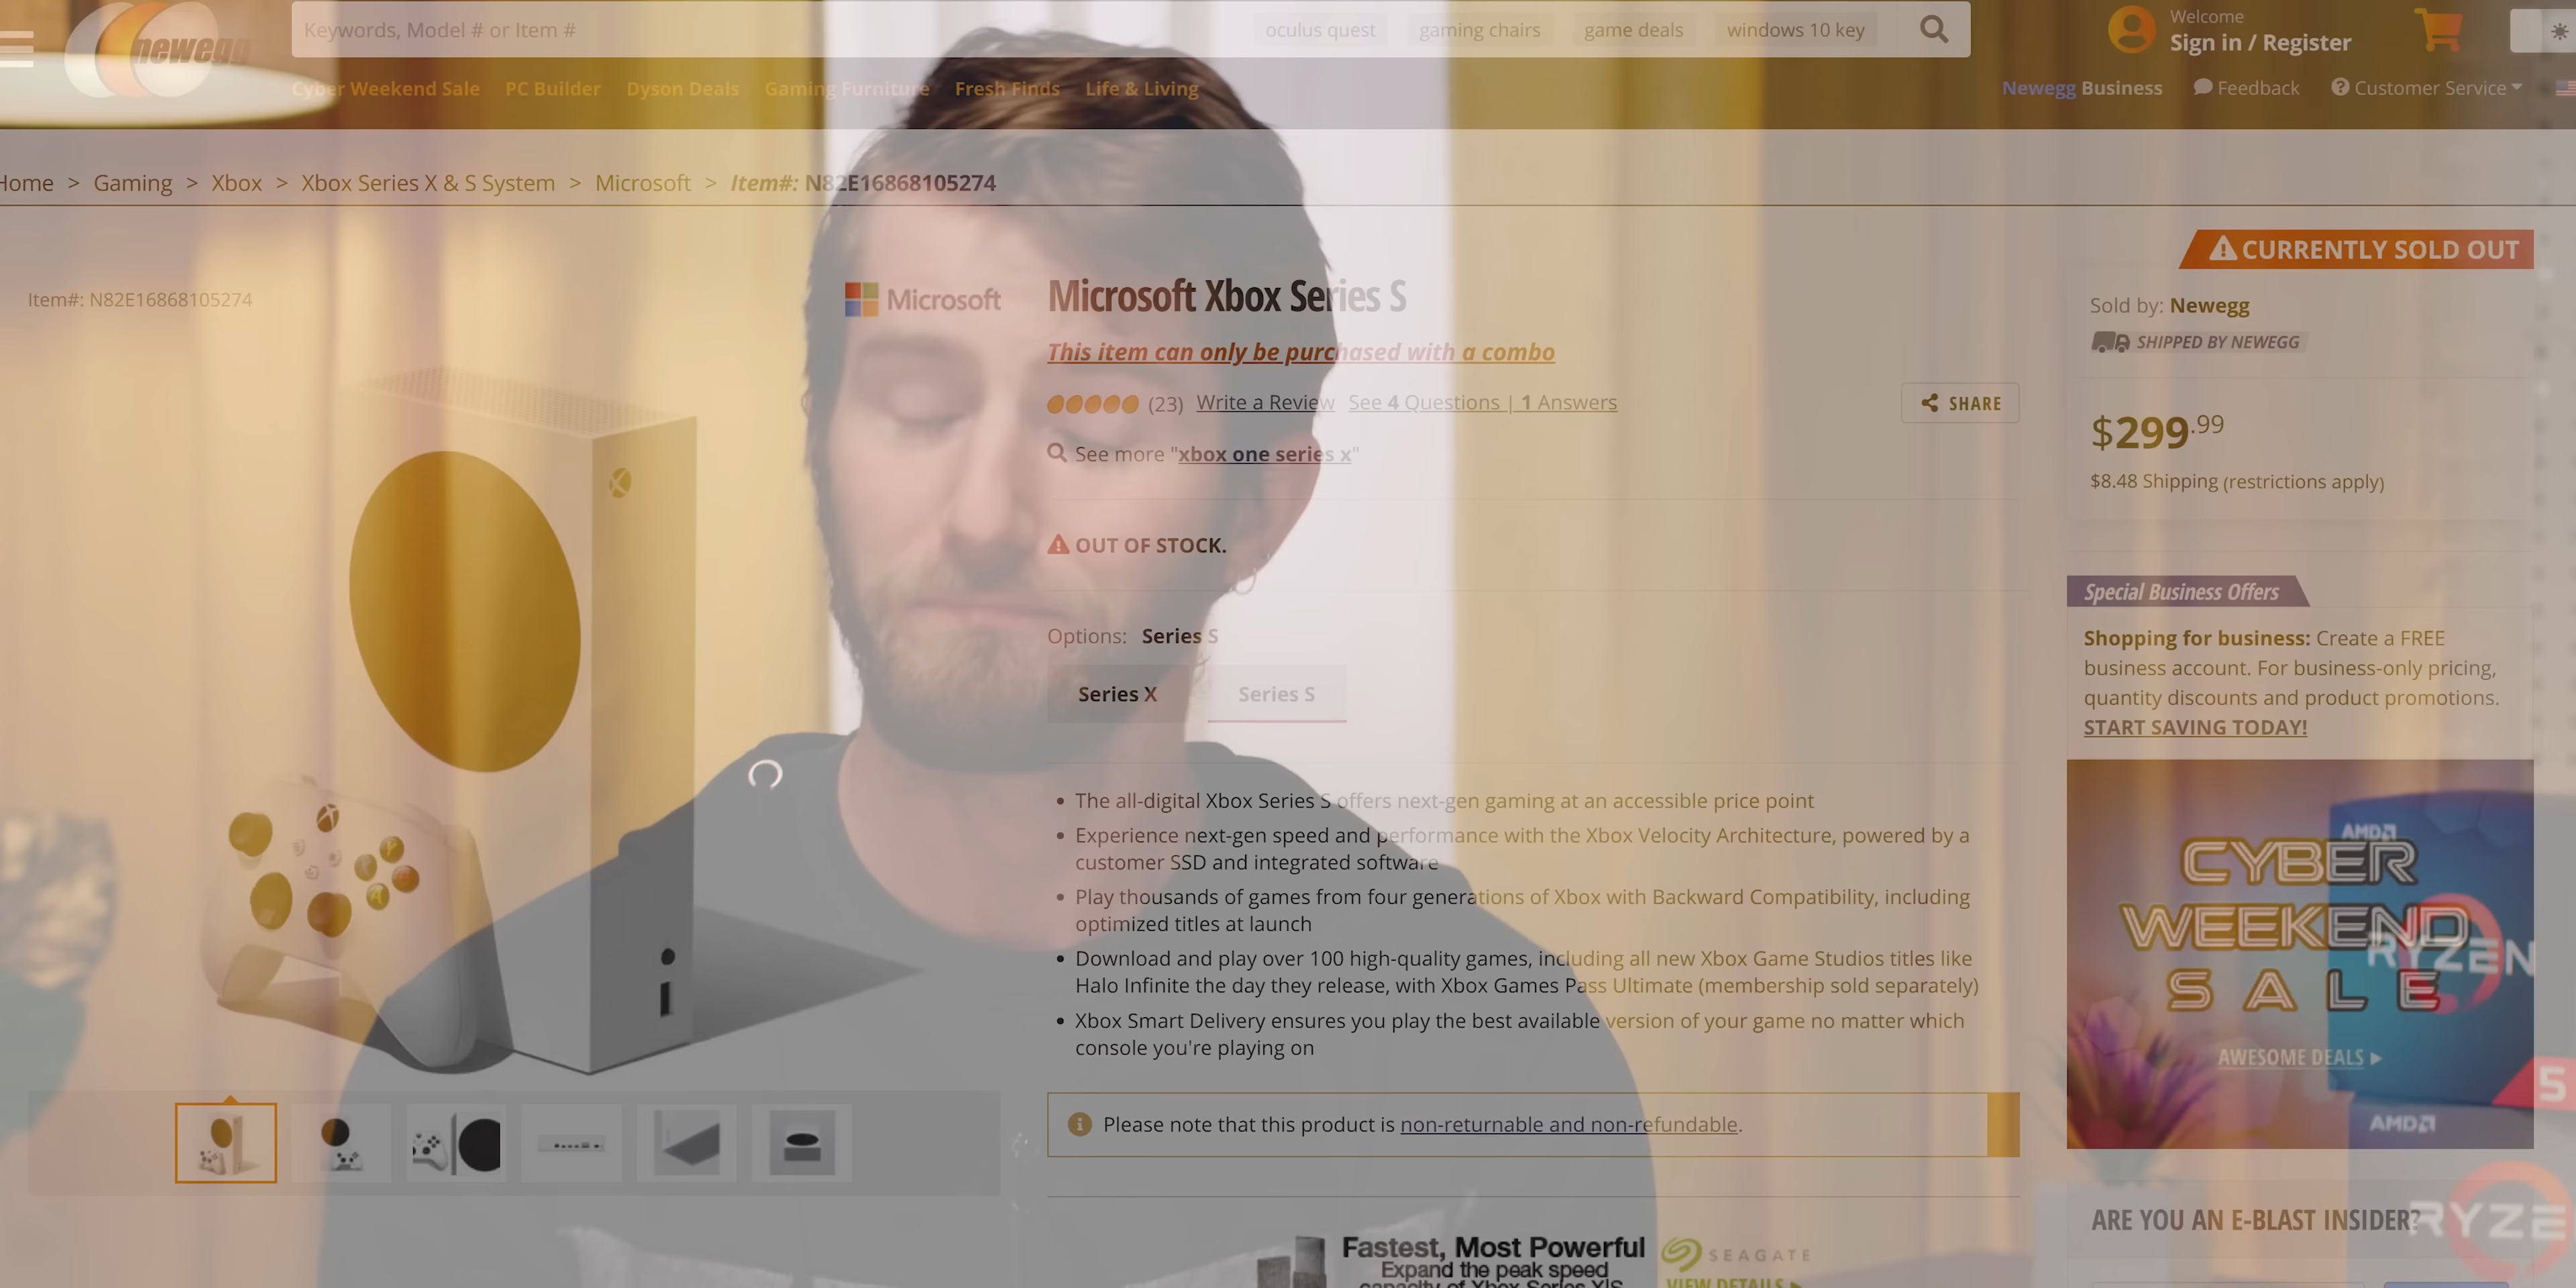 newegg
Keywords, Model # or Item #
oculus quest
gaming chairs
game deals
windows 10 key
Welcome
Sign in / Register
Cyber Weekend Sale
PC Builder
Dyson Deals
Gaming Furniture
Fresh Finds
Life & Living
Newegg Business
Feedback
Customer Service
Home > Gaming > Xbox > Xbox Series X & S System > Microsoft > Item#: N82E16868105274
CURRENTLY SOLD OUT
Item#: N82E16868105274
Microsoft
Microsoft Xbox Series S
This item can only be purchased with a combo
(23) Write a Review See 4 Questions | 1 Answers
SHARE
See more "xbox one series x"
OUT OF STOCK.
Options: Series S
Series X
Series S
• The all-digital Xbox Series S offers next-gen gaming at an accessible price point
• Experience next-gen speed and performance with the Xbox Velocity Architecture, powered by a
customer SSD and integrated software
• Play thousands of games from four generations of Xbox with Backward Compatibility, including
optimized titles at launch
• Download and play over 100 high-quality games, including all new Xbox Game Studios titles like
Halo Infinite the day they release, with Xbox Games Pass Ultimate (membership sold separately)
• Xbox Smart Delivery ensures you play the best available version of your game no matter which
console you're playing on
Please note that this product is non-returnable and non-refundable.
Fastest, Most Powerful
Expand the peak speed
capacity of Xbox Series X|S
SEAGATE
VIEW DETAILS
Sold by: Newegg
SHIPPED BY NEWEGG
$299.99
$8.48 Shipping (restrictions apply)
Special Business Offers
Shopping for business: Create a FREE
business account. For business-only pricing,
quantity discounts and product promotions.
START SAVING TODAY!
AMD
CYBER
WEEKEND
SALE
RYZEN
AWESOME DEALS
5
AMD
ARE YOU AN E-BLAST INSIDER?
RYZE